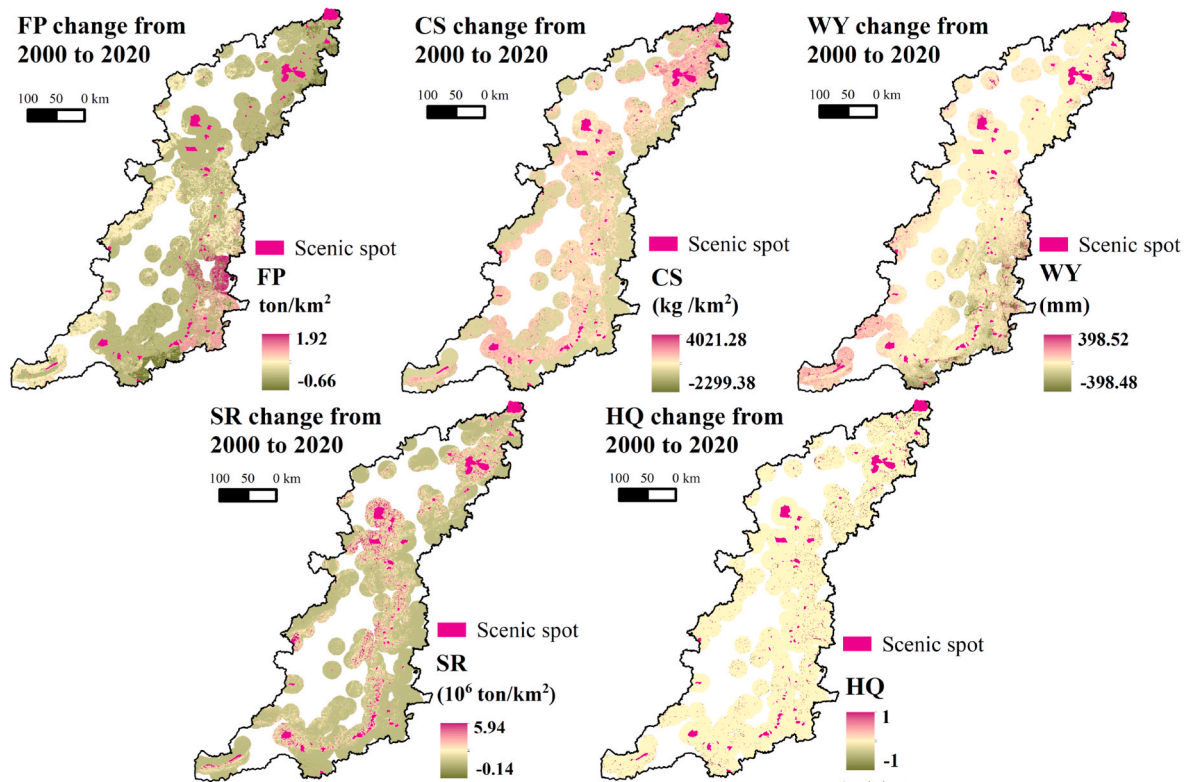 FP change from
2000 to 2020
100 50 0 km
Scenic spot
FP
ton/km²
1.92
-0.66
CS change from
2000 to 2020
100 50 0 km
Scenic spot
CS
(kg /km²)
4021.28
-2299.38
WY change from
2000 to 2020
100 50 0 km
Scenic spot
WY
(mm)
398.52
-398.48
SR change from
2000 to 2020
100 50 0 km
Scenic spot
SR
(10⁶ ton/km²)
5.94
-0.14
HQ change from
2000 to 2020
100 50 0 km
Scenic spot
HQ
1
-1